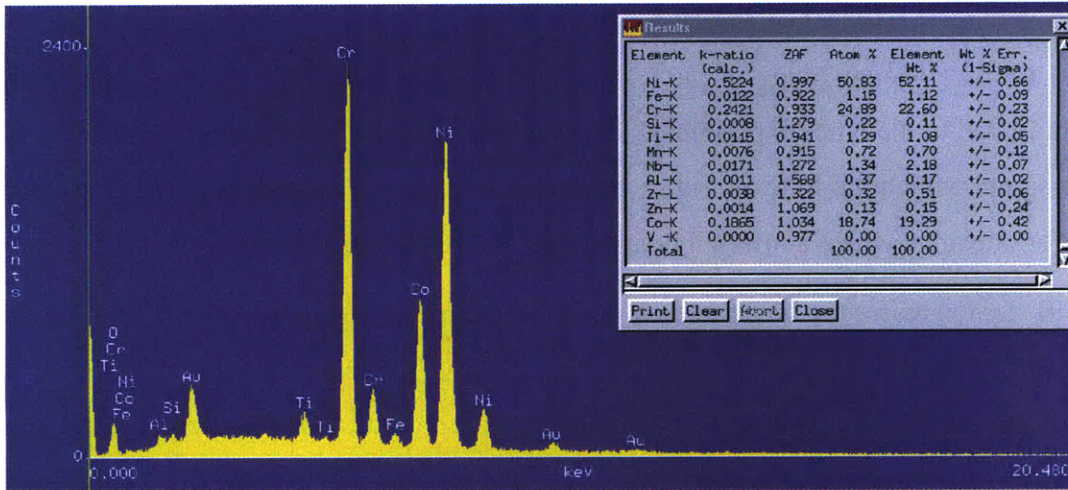 2400
Counts
0
0.000
keV
20.480
O
Cr
Ti
Ni
Co
Fe
Al
Si
Au
Ti
Ti
Cr
Cr
Fe
Co
Ni
Ni
Au
Au
Results
Element k-ratio ZAF Atom % Element Wt % Err.
(calc.) Wt % (1-Sigma)
Ni-K 0.5224 0.997 50.83 52.11 +/- 0.66
Fe-K 0.0122 0.922 1.15 1.12 +/- 0.09
Cr-K 0.2421 0.933 24.89 22.60 +/- 0.23
Si-K 0.0008 1.279 0.22 0.11 +/- 0.02
Ti-K 0.0115 0.941 1.29 1.08 +/- 0.05
Mn-K 0.0076 0.915 0.72 0.70 +/- 0.12
Nb-L 0.0171 1.272 1.34 2.18 +/- 0.07
Al-K 0.0011 1.568 0.37 0.17 +/- 0.02
Zr-L 0.0038 1.322 0.32 0.51 +/- 0.06
Zn-K 0.0014 1.069 0.13 0.15 +/- 0.24
Co-K 0.1865 1.034 18.74 19.29 +/- 0.42
V -K 0.0000 0.977 0.00 0.00 +/- 0.00
Total 100.00 100.00
Print Clear Abort Close